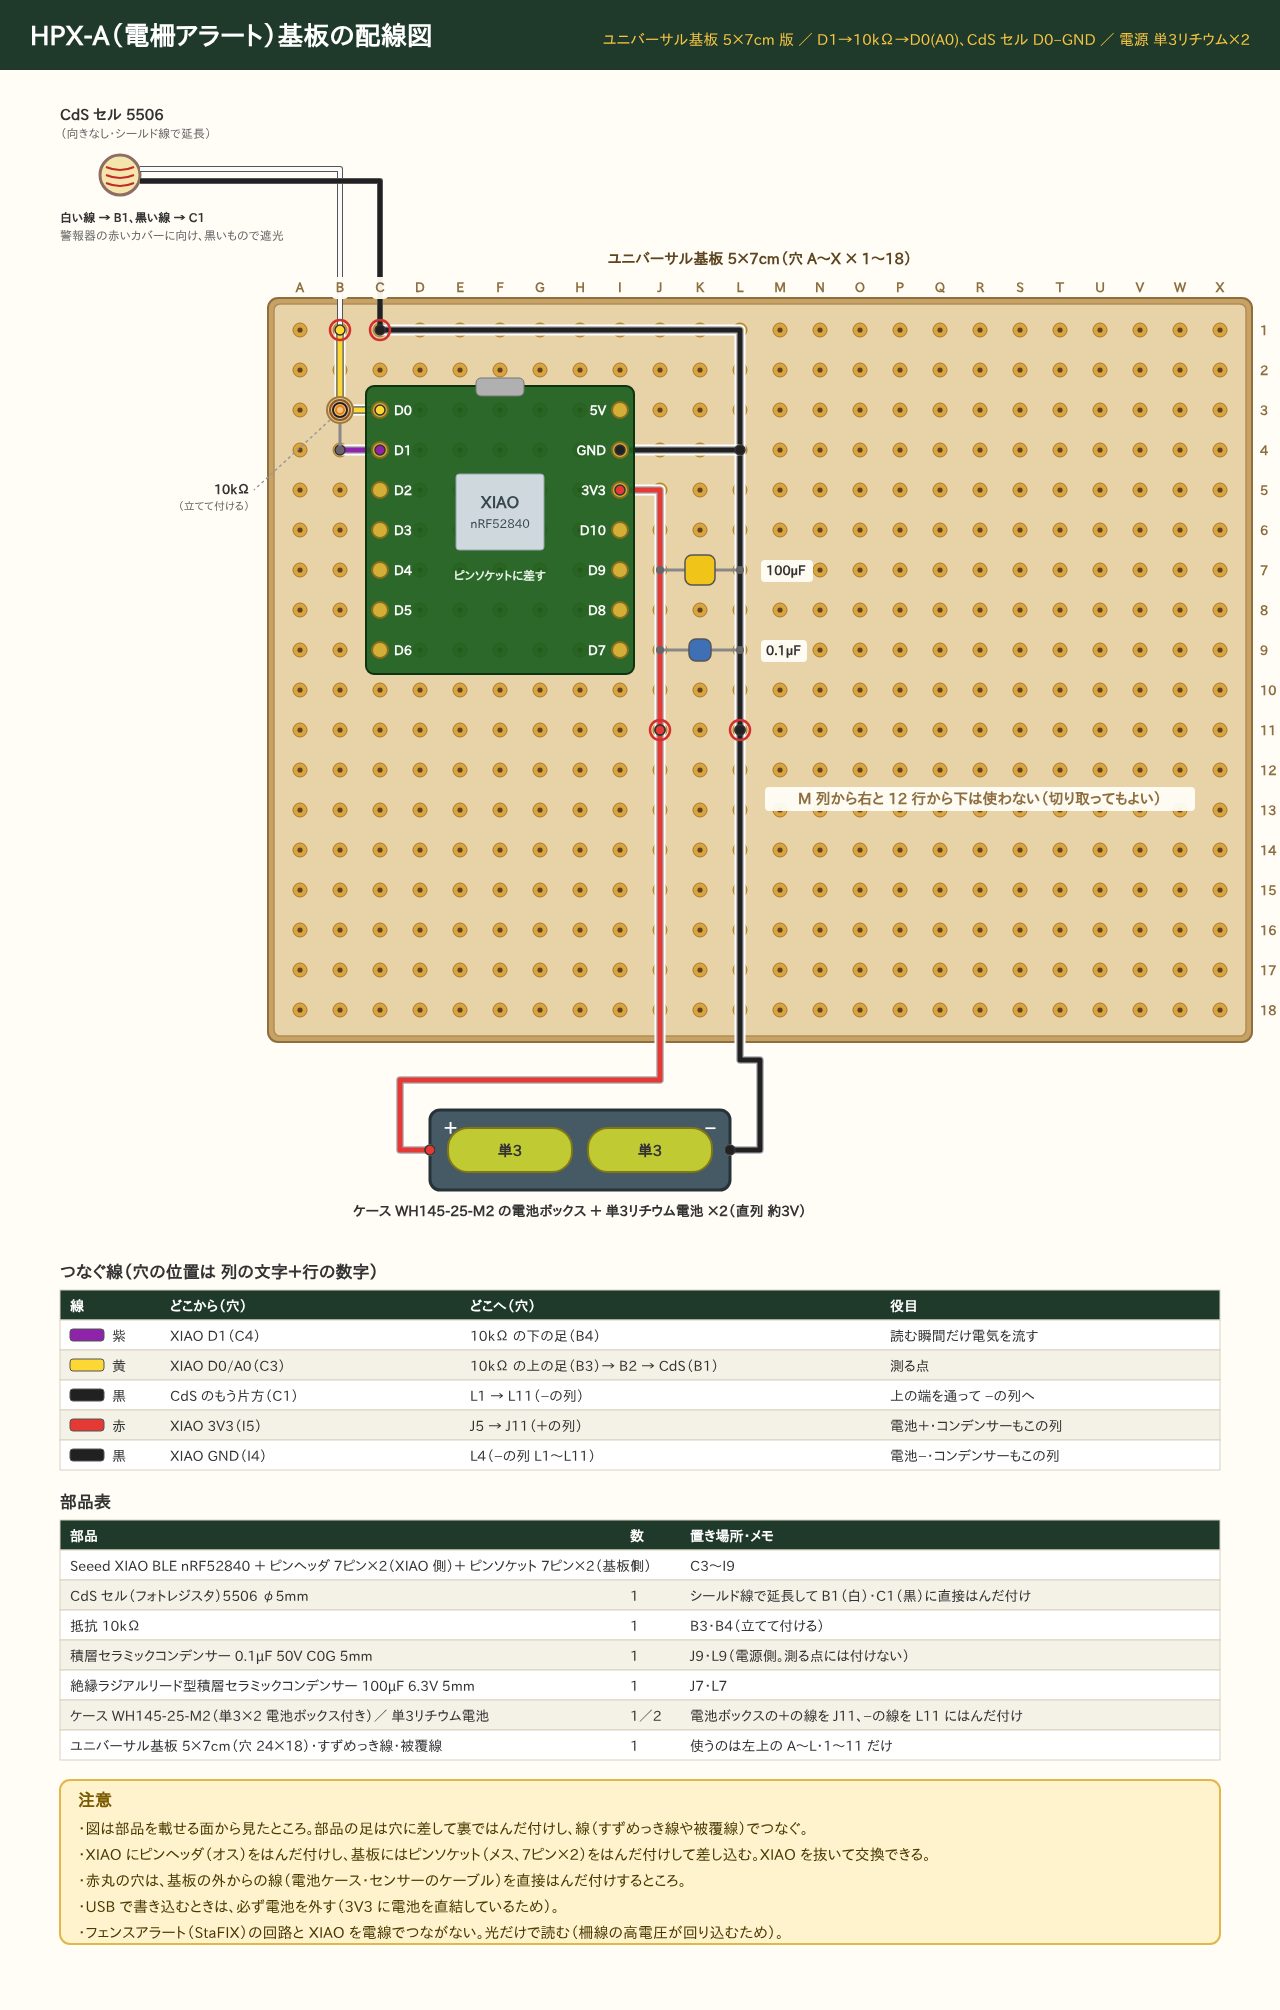 HPX-A（電柵アラート）基板の配線図
ユニバーサル基板 5×7cm 版 ／ D1→10kΩ→D0(A0)、CdS セル D0–GND ／ 電源 単3リチウム×2
CdS セル 5506
（向きなし・シールド線で延長）
白い線 → B1、黒い線 → C1
警報器の赤いカバーに向け、黒いもので遮光
ユニバーサル基板 5×7cm（穴 A〜X × 1〜18）
A B C D E F G H I J K L M N O P Q R S T U V W X
1
2
D0 5V 3
D1 GND 4
10kΩ
（立てて付ける）
D2 3V3 5
XIAO
nRF52840
D3 D10 6
D4 ピンソケットに差す D9 100µF 7
D5 D8 8
D6 D7 0.1µF 9
10
11
12
M 列から右と 12 行から下は使わない（切り取ってもよい）
13
14
15
16
17
18
+ −
単3 単3
ケース WH145-25-M2 の電池ボックス ＋ 単3リチウム電池 ×2（直列 約3V）
つなぐ線（穴の位置は 列の文字＋行の数字）
線 どこから（穴） どこへ（穴） 役目
紫 XIAO D1（C4） 10kΩ の下の足（B4） 読む瞬間だけ電気を流す
黄 XIAO D0/A0（C3） 10kΩ の上の足（B3）→ B2 → CdS（B1） 測る点
黒 CdS のもう片方（C1） L1 → L11（−の列） 上の端を通って −の列へ
赤 XIAO 3V3（I5） J5 → J11（＋の列） 電池＋・コンデンサーもこの列
黒 XIAO GND（I4） L4（−の列 L1〜L11） 電池−・コンデンサーもこの列
部品表
部品 数 置き場所・メモ
Seeed XIAO BLE nRF52840 ＋ ピンヘッダ 7ピン×2（XIAO 側）＋ ピンソケット 7ピン×2（基板側） C3〜I9
CdS セル（フォトレジスタ）5506 φ5mm 1 シールド線で延長して B1（白）・C1（黒）に直接はんだ付け
抵抗 10kΩ 1 B3・B4（立てて付ける）
積層セラミックコンデンサー 0.1µF 50V C0G 5mm 1 J9・L9（電源側。測る点には付けない）
絶縁ラジアルリード型積層セラミックコンデンサー 100µF 6.3V 5mm 1 J7・L7
ケース WH145-25-M2（単3×2 電池ボックス付き）／ 単3リチウム電池 1／2 電池ボックスの＋の線を J11、−の線を L11 にはんだ付け
ユニバーサル基板 5×7cm（穴 24×18）・すずめっき線・被覆線 1 使うのは左上の A〜L・1〜11 だけ
注意
・図は部品を載せる面から見たところ。部品の足は穴に差して裏ではんだ付けし、線（すずめっき線や被覆線）でつなぐ。
・XIAO にピンヘッダ（オス）をはんだ付けし、基板にはピンソケット（メス、7ピン×2）をはんだ付けして差し込む。XIAO を抜いて交換できる。
・赤丸の穴は、基板の外からの線（電池ケース・センサーのケーブル）を直接はんだ付けするところ。
・USB で書き込むときは、必ず電池を外す（3V3 に電池を直結しているため）。
・フェンスアラート（StaFIX）の回路と XIAO を電線でつながない。光だけで読む（柵線の高電圧が回り込むため）。